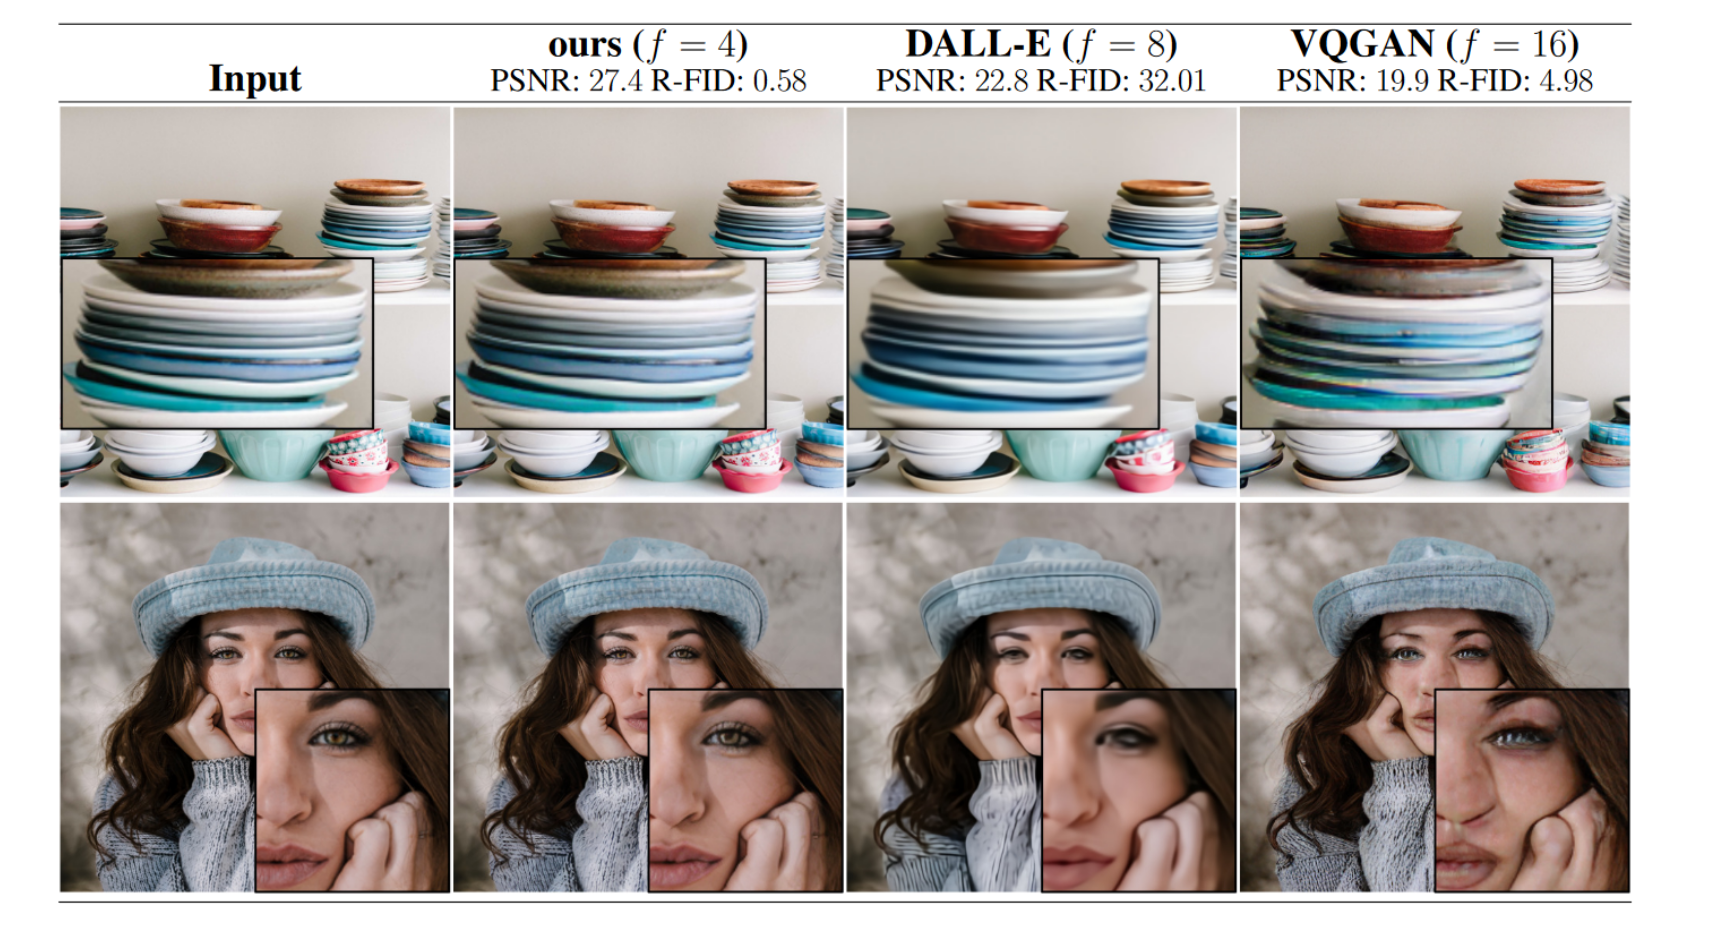 Input
ours (f = 4)
PSNR: 27.4 R-FID: 0.58
DALL-E (f = 8)
PSNR: 22.8 R-FID: 32.01
VQGAN (f = 16)
PSNR: 19.9 R-FID: 4.98